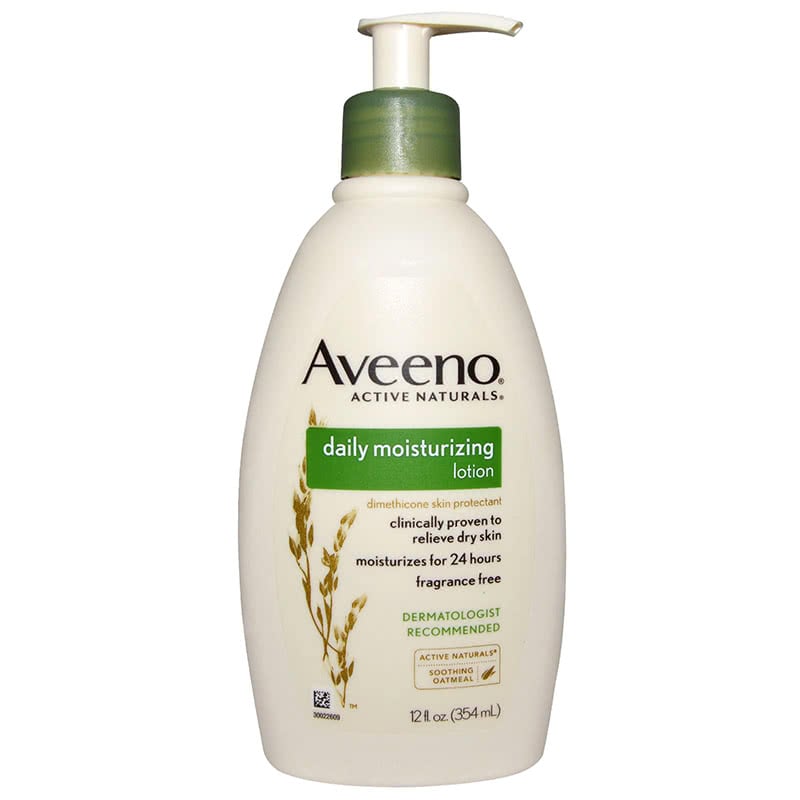 Aveeno®
ACTIVE NATURALS®
daily moisturizing
lotion
dimethicone skin protectant
clinically proven to
relieve dry skin
moisturizes for 24 hours
fragrance free
DERMATOLOGIST
RECOMMENDED
ACTIVE NATURALS®
SOOTHING
OATMEAL
TM
30022609
12 fl. oz. (354 mL)